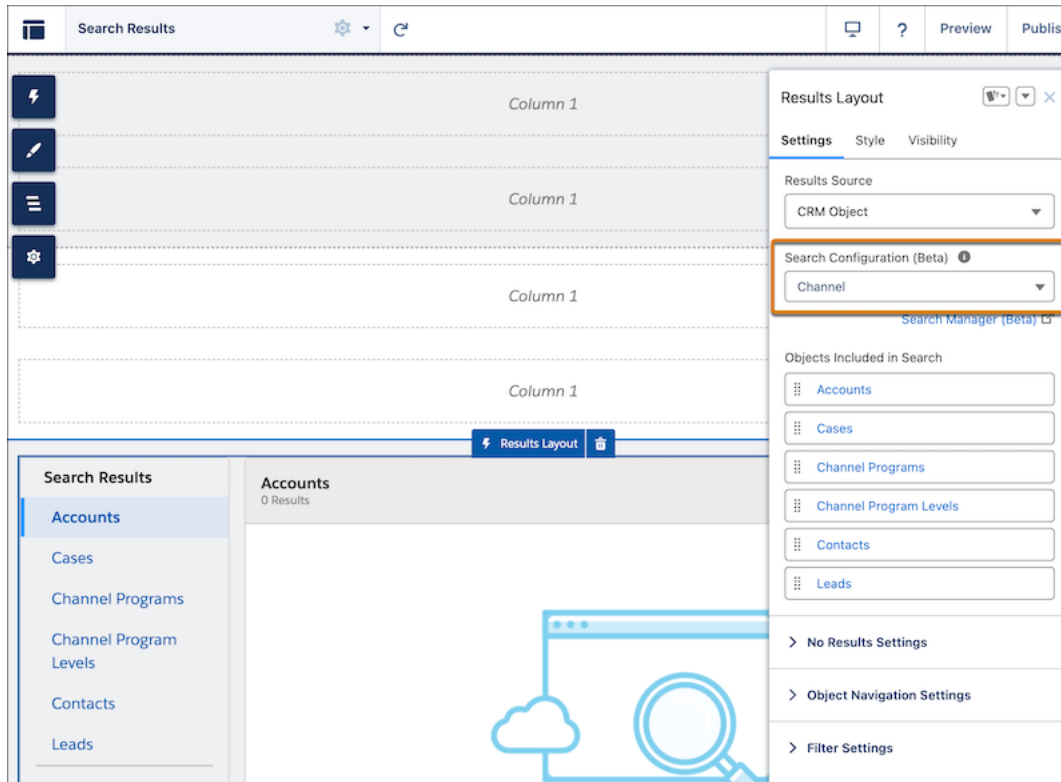 Search Results
?
Preview
Publis
Column 1
Column 1
Column 1
Column 1
Results Layout
Search Results
Accounts
Cases
Channel Programs
Channel Program
Levels
Contacts
Leads
Accounts
0 Results
Results Layout
Settings Style Visibility
Results Source
CRM Object
Search Configuration (Beta)
Channel
Search Manager (Beta)
Objects Included in Search
Accounts
Cases
Channel Programs
Channel Program Levels
Contacts
Leads
No Results Settings
Object Navigation Settings
Filter Settings